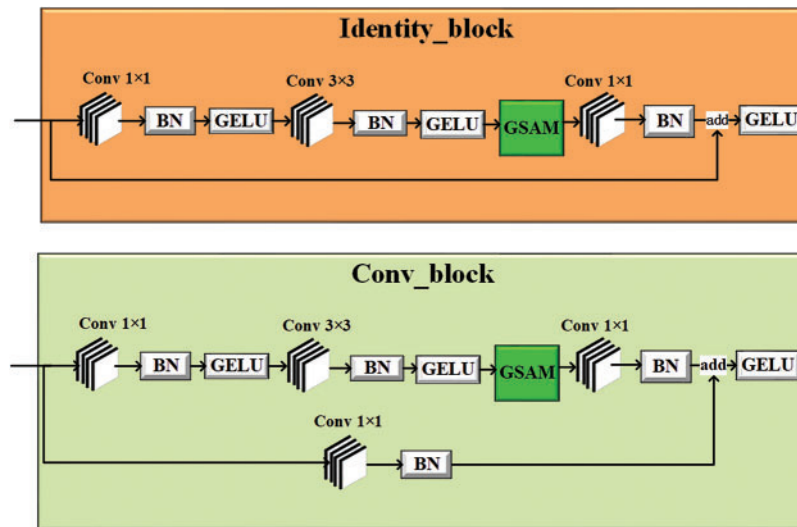 Identity_block
Conv 1×1
Conv 3×3
Conv 1×1
BN
GELU
BN
GELU
GSAM
BN
add
GELU
Conv_block
Conv 1×1
Conv 3×3
Conv 1×1
BN
GELU
BN
GELU
GSAM
BN
add
GELU
Conv 1×1
BN